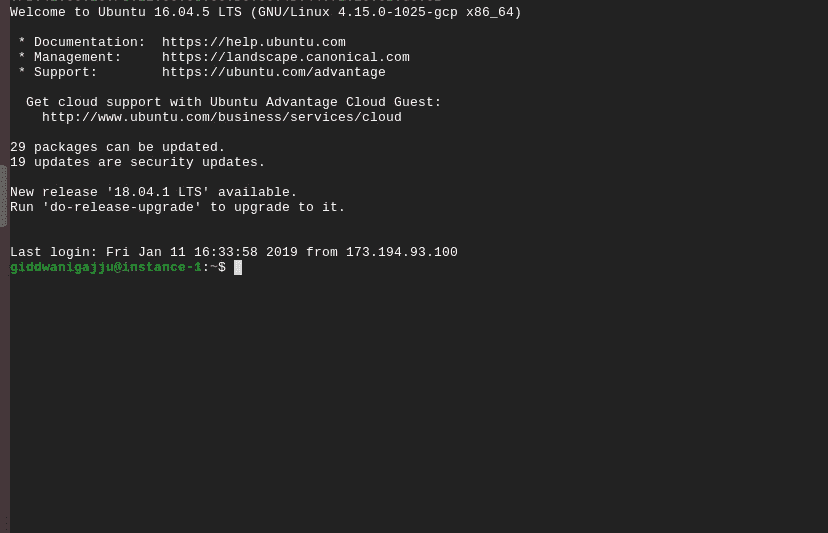 Welcome to Ubuntu 16.04.5 LTS (GNU/Linux 4.15.0-1025-gcp x86_64)
* Documentation:  https://help.ubuntu.com
* Management:     https://landscape.canonical.com
* Support:        https://ubuntu.com/advantage
Get cloud support with Ubuntu Advantage Cloud Guest:
http://www.ubuntu.com/business/services/cloud
29 packages can be updated.
19 updates are security updates.
New release '18.04.1 LTS' available.
Run 'do-release-upgrade' to upgrade to it.
Last login: Fri Jan 11 16:33:58 2019 from 173.194.93.100
giddwanigajju@instance-1:~$